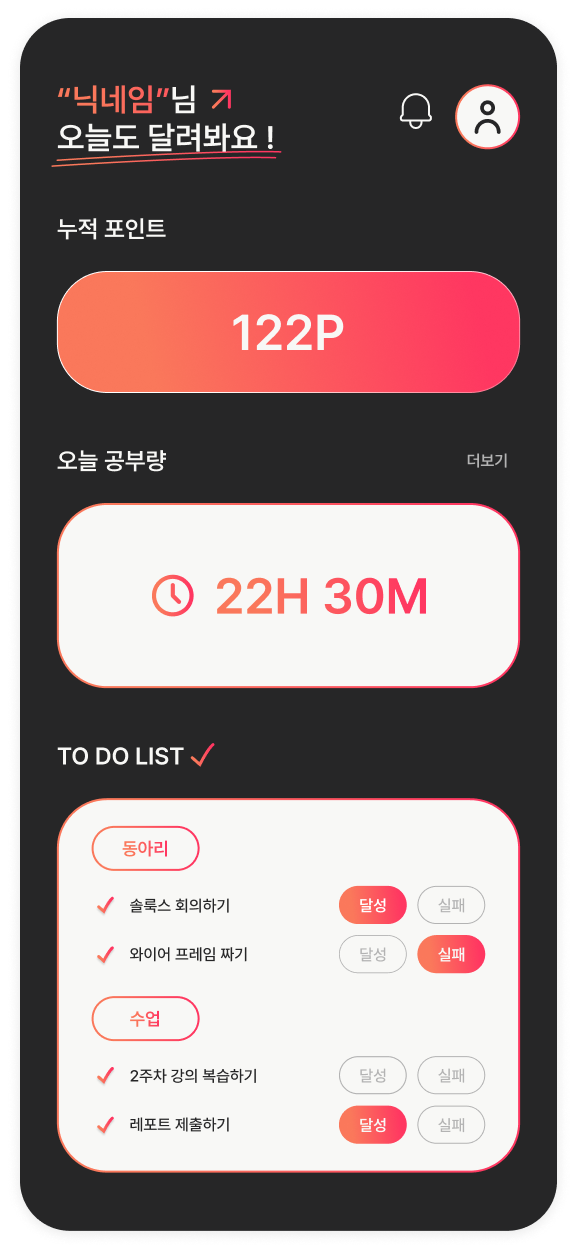 “닉네임”님
오늘도 달려봐요 !
누적 포인트
122P
오늘 공부량
더보기
22H 30M
TO DO LIST
동아리
솔룩스 회의하기 달성 실패
와이어 프레임 짜기 달성 실패
수업
2주차 강의 복습하기 달성 실패
레포트 제출하기 달성 실패